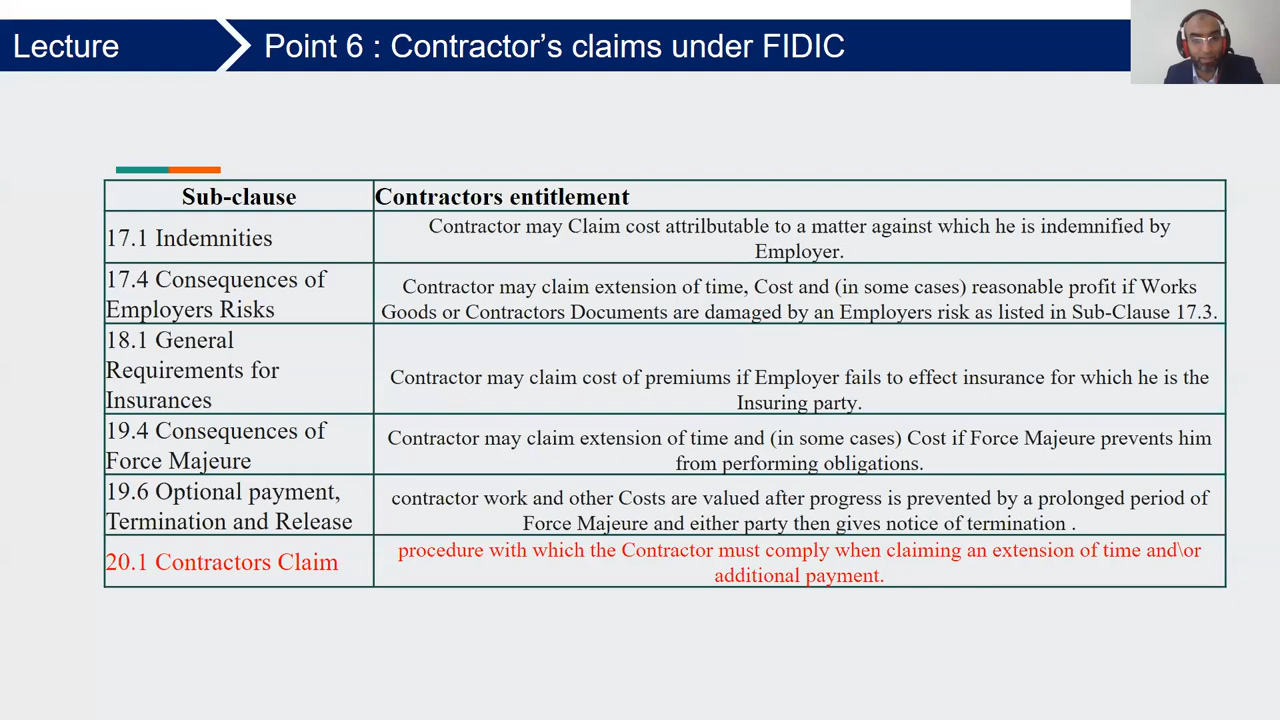 Lecture
Point 6 : Contractor’s claims under FIDIC
Sub-clause
Contractors entitlement
17.1 Indemnities
Contractor may Claim cost attrilbutable to a matter against which he is indemnified by
Employer.
17.4 Consequences of
Employers Risks
Contractor may claim extension of time, Cost and (in some cases) reasonable profit if Works
Goods or Contractors Documents are damaged by an Employers risk as listed in Sub-Clause 17.3.
18.1 General
Requirements for
Insurances
Contractor may claim cost of premiums if Employer fails to effect insurance for which he is the
Insuring party.
19.4 Consequences of
Force Majeure
Contractor may claim extension of time and (in some cases) Cost if Force Majeure prevents him
from performing obligations.
19.6 Optional payment,
Termination and Release
contractor work and other Costs are valued after progress is prevented by a prolonged period of
Force Majeure and either party then gives notice of termination .
20.1 Contractors Claim
procedure with which the Contractor must comply when claiming an extension of time and\or
additional payment.